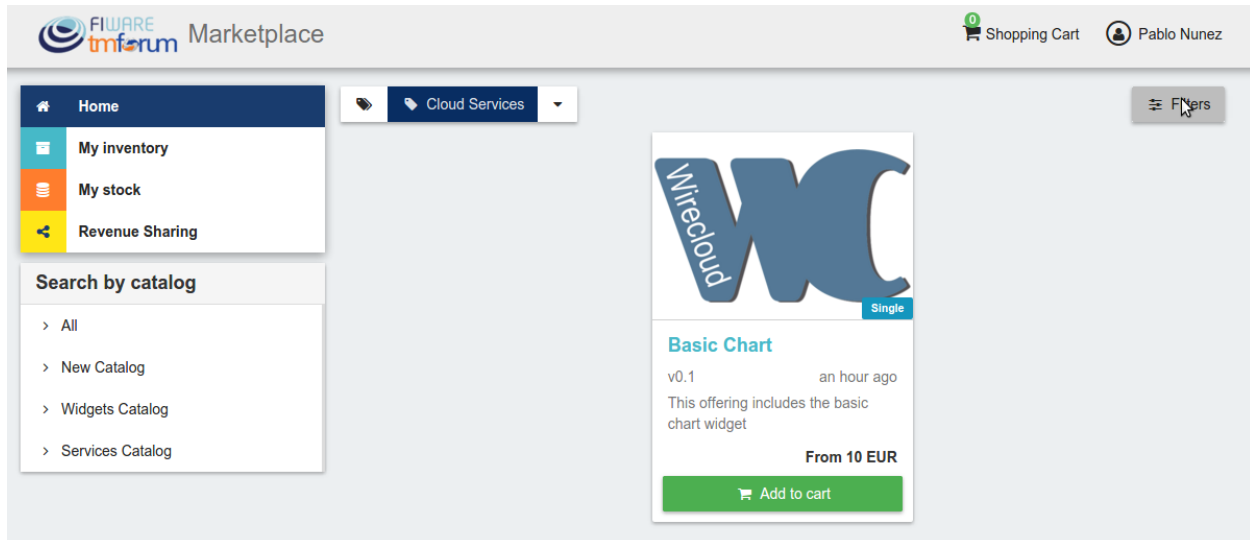 FIWARE
tmforum
Marketplace
0
Shopping Cart
Pablo Nunez
Home
My inventory
My stock
Revenue Sharing
Search by catalog
All
New Catalog
Widgets Catalog
Services Catalog
Cloud Services
Filters
Wirecloud
WC
Single
Basic Chart
v0.1 an hour ago
This offering includes the basic
chart widget
From 10 EUR
Add to cart